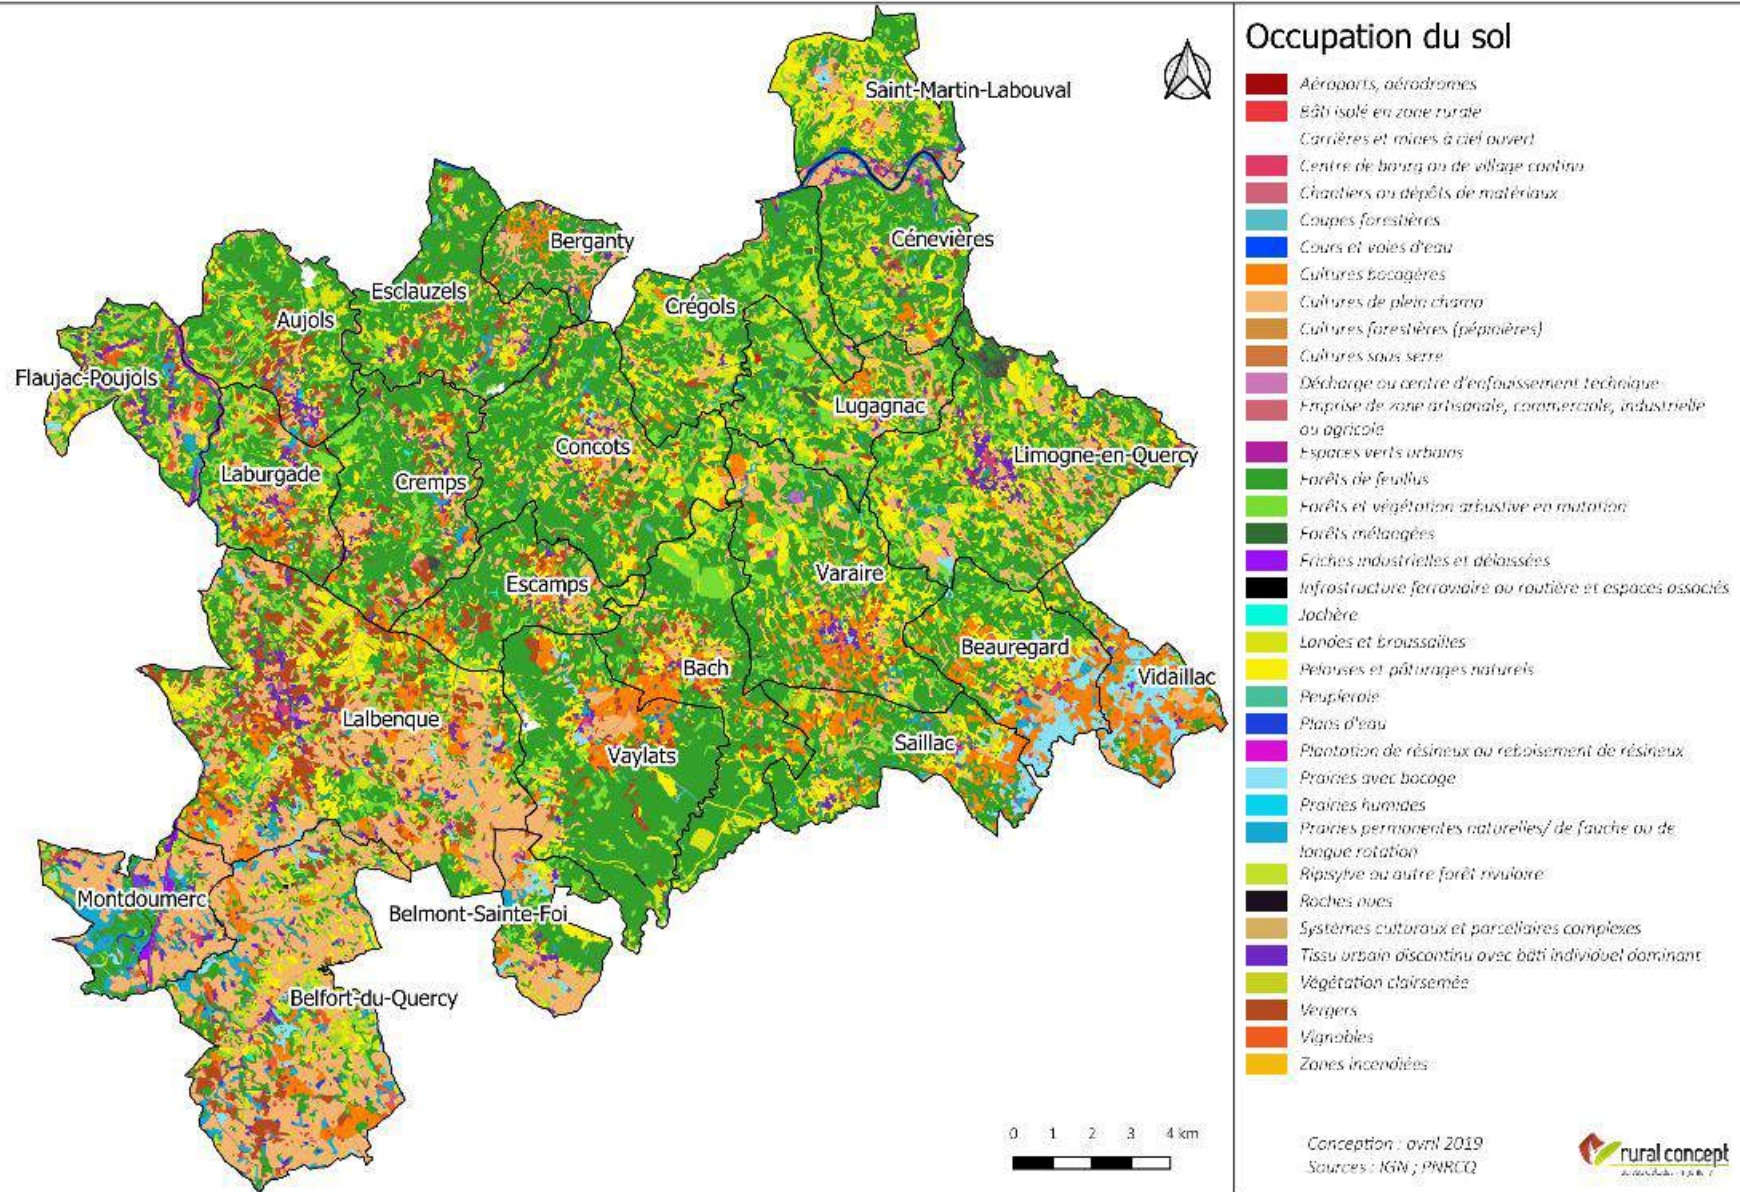 Saint-Martin-Labouval
Berganty
Cénevières
Esclauzels
Crégols
Aujols
Flaujac-Poujols
Lugagnac
Concots
Limogne-en-Quercy
Laburgade
Cremps
Escamps
Varaire
Beauregard
Bach
Vidaillac
Lalbenque
Saillac
Vaylats
Montdoumerc
Belmont-Sainte-Foi
Belfort-du-Quercy
0 1 2 3 4 km
Occupation du sol
Aéroports, aérodromes
Bâti isolé en zone rurale
Carrières et mines à ciel ouvert
Centre de bourg ou de village continu
Chantiers ou dépôts de matériaux
Coupes forestières
Cours et voies d'eau
Cultures bocagères
Cultures de plein champ
Cultures forestières (pépinières)
Cultures sous serre
Décharge ou centre d'enfouissement technique
Emprise de zone artisanale, commerciale, industrielle
ou agricole
Espaces verts urbains
Forêts de feuillus
Forêts et végétation arbustive en mutation
Forêts mélangées
Friches industrielles et délaissées
Infrastructure ferroviaire ou routière et espaces associés
Jachère
Landes et broussailles
Pelouses et pâturages naturels
Peupleraie
Plans d'eau
Plantation de résineux ou reboisement de résineux
Prairies avec bocage
Prairies humides
Prairies permanentes naturelles/ de fauche ou de
longue rotation
Ripisylve ou autre forêt rivulaire
Roches nues
Systèmes culturaux et parcellaires complexes
Tissu urbain discontinu avec bâti individuel dominant
Végétation clairsemée
Vergers
Vignobles
Zones incendiées
Conception : avril 2019
Sources : IGN ; PNRCQ
rural concept